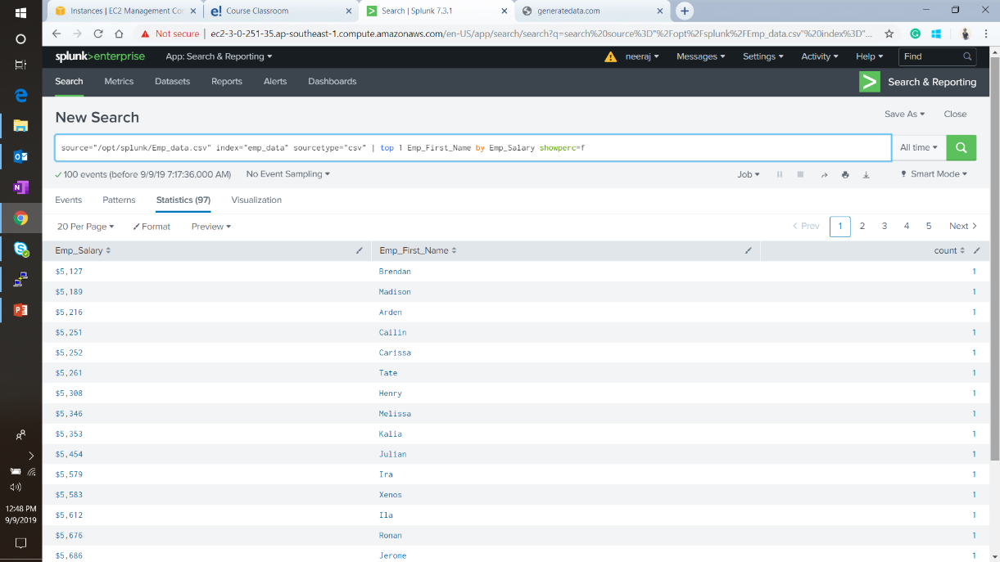 Instances | EC2 Management Con
Course Classroom
Search | Splunk 7.3.1
generatedata.com
Not secure | ec2-3-0-251-35.ap-southeast-1.compute.amazonaws.com/en-US/app/search/search?q=search%20source%3D"%2Fopt%2Fsplunk%2FEmp_data.csv"%20index%3D"...
splunk>enterprise App: Search & Reporting
neeraj Messages Settings Activity Help Find
Search Metrics Datasets Reports Alerts Dashboards
Search & Reporting
New Search
Save As Close
source="/opt/splunk/Emp_data.csv" index="emp_data" sourcetype="csv" | top 1 Emp_First_Name by Emp_Salary showperc=f
All time
✓ 100 events (before 9/9/19 7:17:36.000 AM) No Event Sampling
Job Smart Mode
Events Patterns Statistics (97) Visualization
20 Per Page Format Preview
< Prev 1 2 3 4 5 Next >
Emp_Salary Emp_First_Name count
$5,127 Brendan 1
$5,189 Madison 1
$5,216 Arden 1
$5,251 Cailin 1
$5,252 Carissa 1
$5,261 Tate 1
$5,308 Henry 1
$5,346 Melissa 1
$5,353 Kalia 1
$5,454 Julian 1
$5,579 Ira 1
$5,583 Xenos 1
$5,612 Ila 1
$5,676 Ronan 1
$5,686 Jerome 1
12:48 PM
9/9/2019